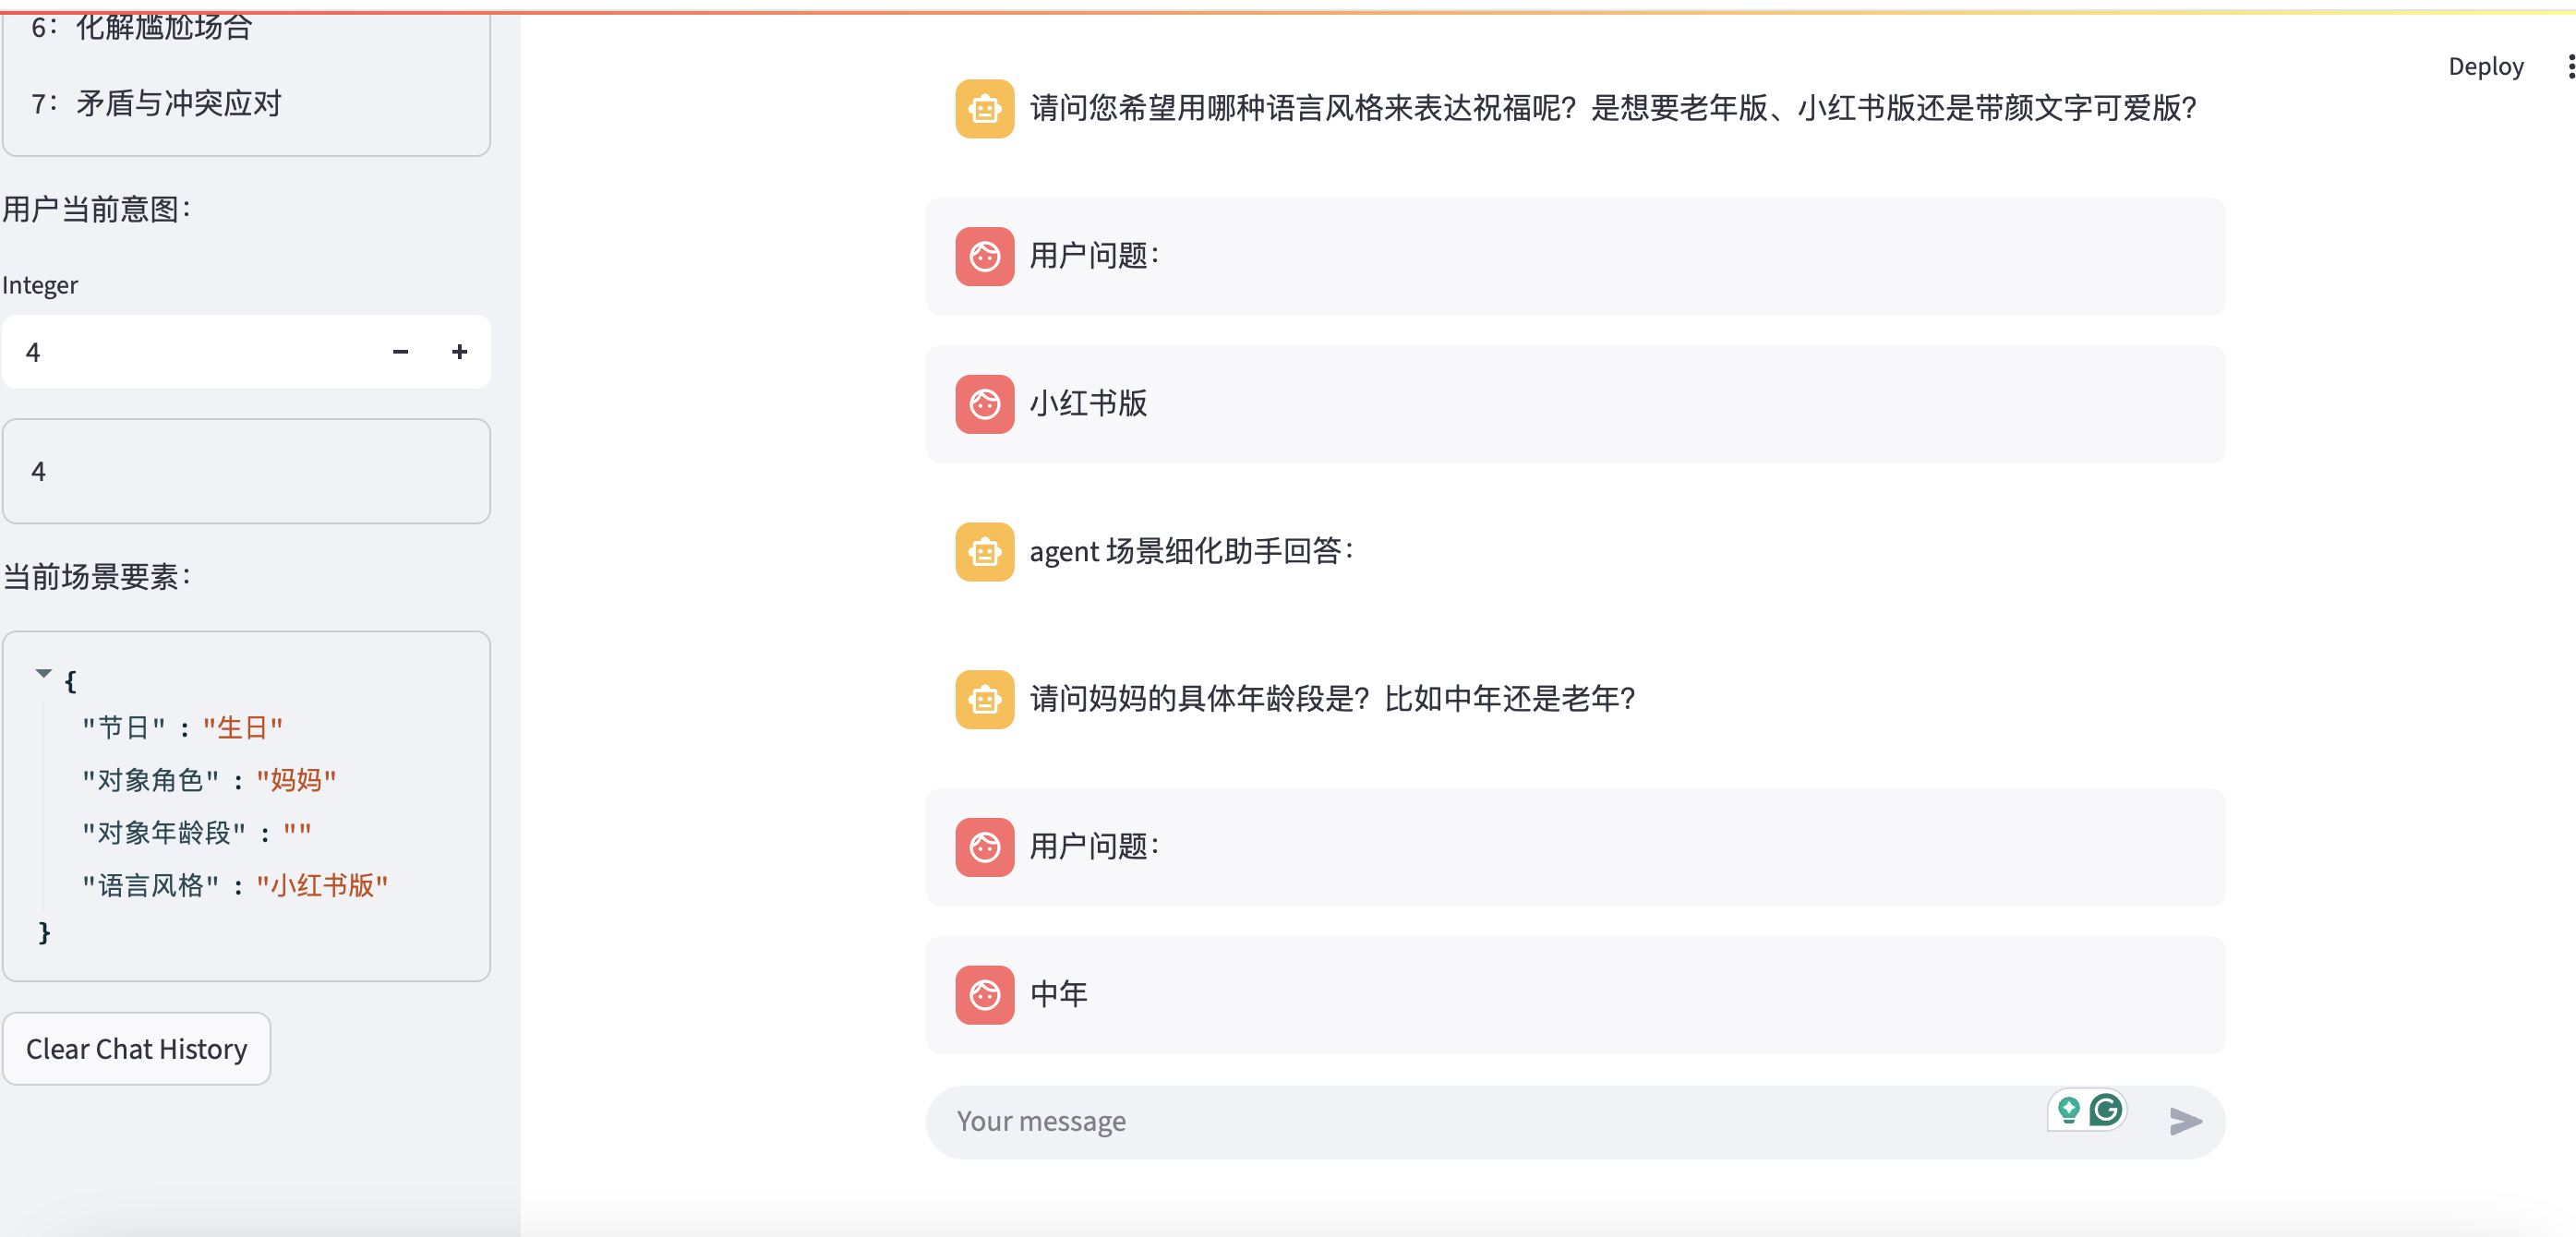 6：化解尴尬场合
7：矛盾与冲突应对
用户当前意图：
Integer
4
4
当前场景要素：
{
"节日" : "生日"
"对象角色" : "妈妈"
"对象年龄段" : ""
"语言风格" : "小红书版"
}
Clear Chat History
Deploy
请问您希望用哪种语言风格来表达祝福呢？是想要老年版、小红书版还是带颜文字可爱版？
用户问题：
小红书版
agent 场景细化助手回答：
请问妈妈的具体年龄段是？比如中年还是老年？
用户问题：
中年
Your message